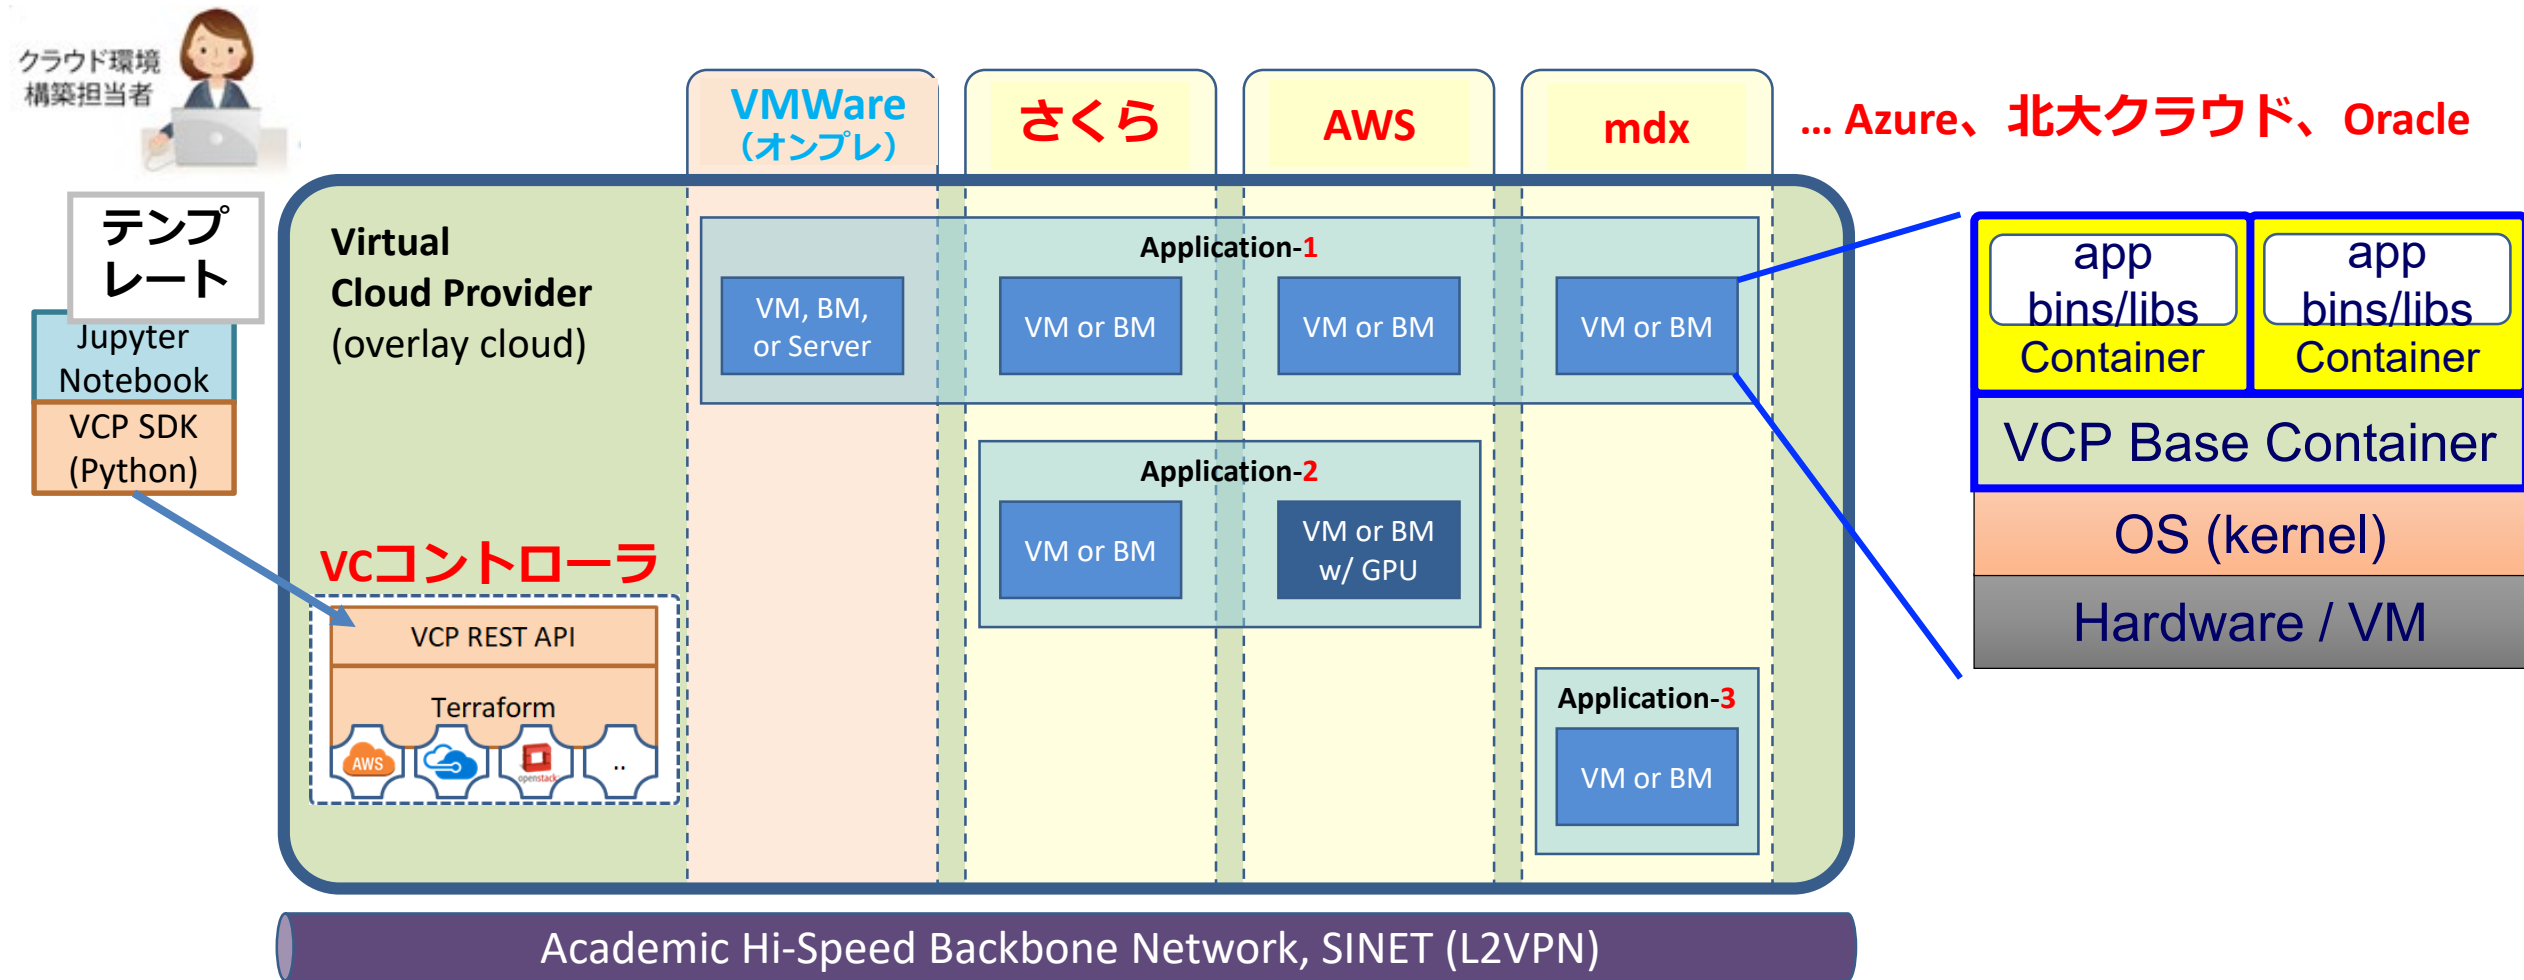 クラウド環境
構築担当者
VMWare
（オンプレ）
さくら
AWS
mdx
... Azure、北大クラウド、Oracle
テンプ
レート
Jupyter
Notebook
VCP SDK
(Python)
Virtual
Cloud Provider
(overlay cloud)
Application-1
VM, BM,
or Server
VM or BM
VM or BM
VM or BM
Application-2
VM or BM
VM or BM
w/ GPU
Application-3
VM or BM
VCコントローラ
VCP REST API
Terraform
AWS
openstack
..
app
bins/libs
Container
app
bins/libs
Container
VCP Base Container
OS (kernel)
Hardware / VM
Academic Hi-Speed Backbone Network, SINET (L2VPN)